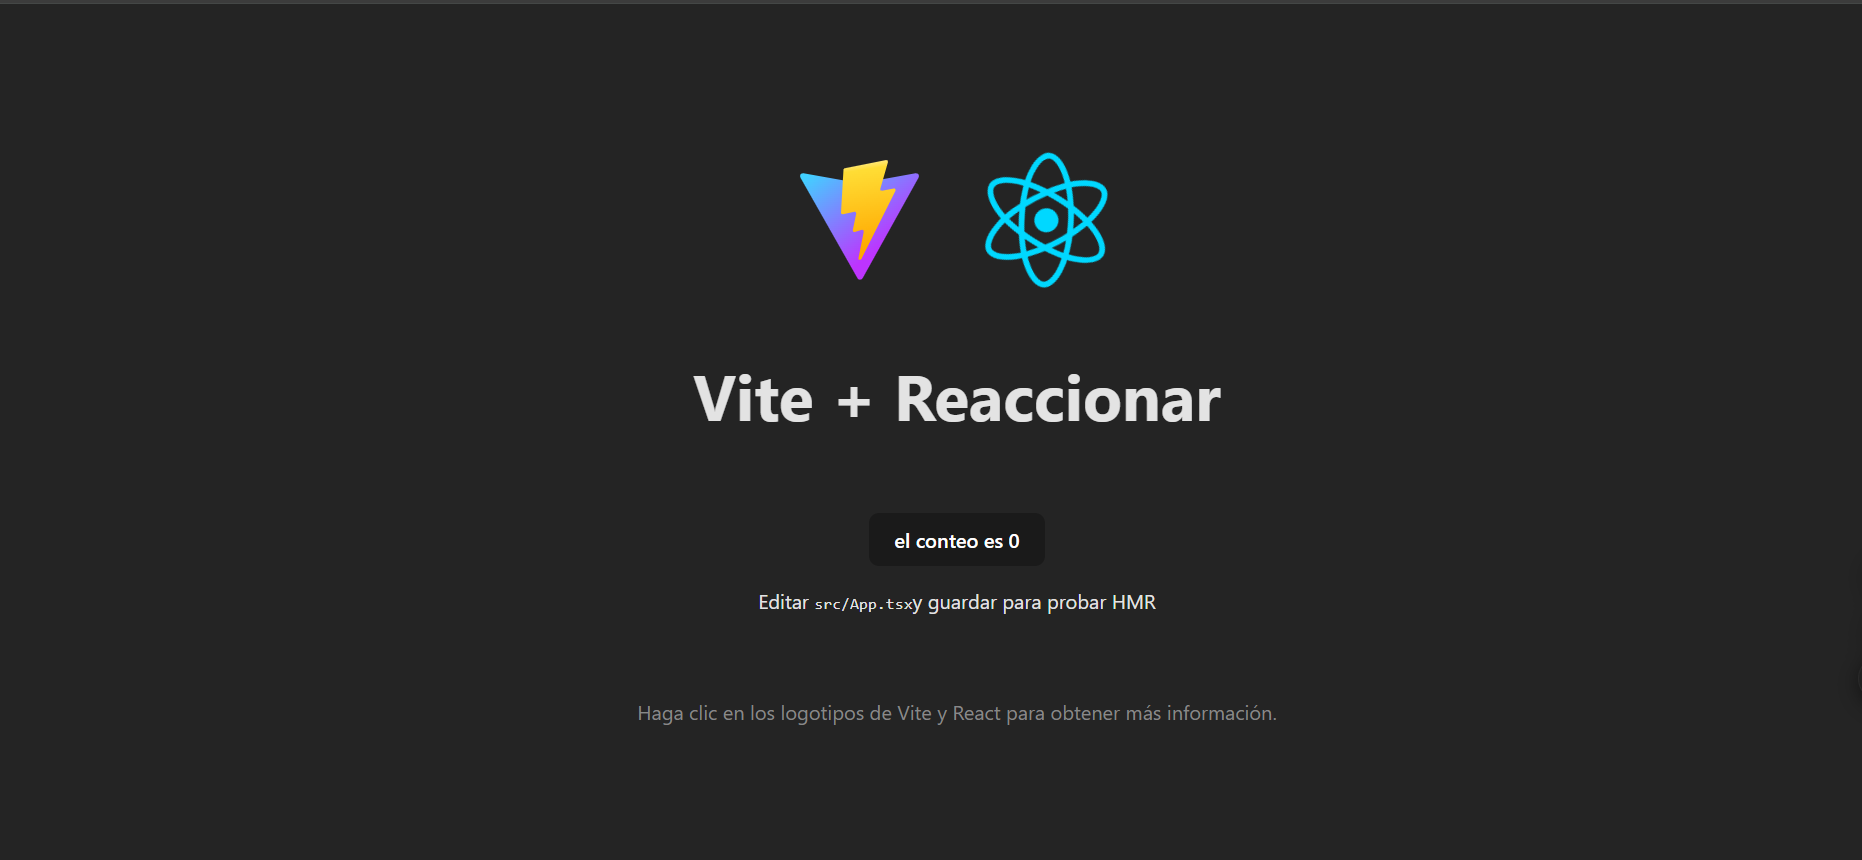 Vite + Reaccionar
el conteo es 0
Editar src/App.tsxy guardar para probar HMR
Haga clic en los logotipos de Vite y React para obtener más información.